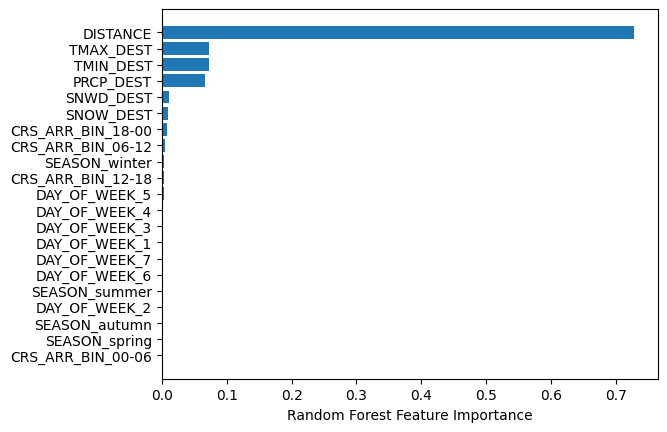 DISTANCE
TMAX_DEST
TMIN_DEST
PRCP_DEST
SNWD_DEST
SNOW_DEST
CRS_ARR_BIN_18-00
CRS_ARR_BIN_06-12
SEASON_winter
CRS_ARR_BIN_12-18
DAY_OF_WEEK_5
DAY_OF_WEEK_4
DAY_OF_WEEK_3
DAY_OF_WEEK_1
DAY_OF_WEEK_7
DAY_OF_WEEK_6
SEASON_summer
DAY_OF_WEEK_2
SEASON_autumn
SEASON_spring
CRS_ARR_BIN_00-06
0.0 0.1 0.2 0.3 0.4 0.5 0.6 0.7
Random Forest Feature Importance